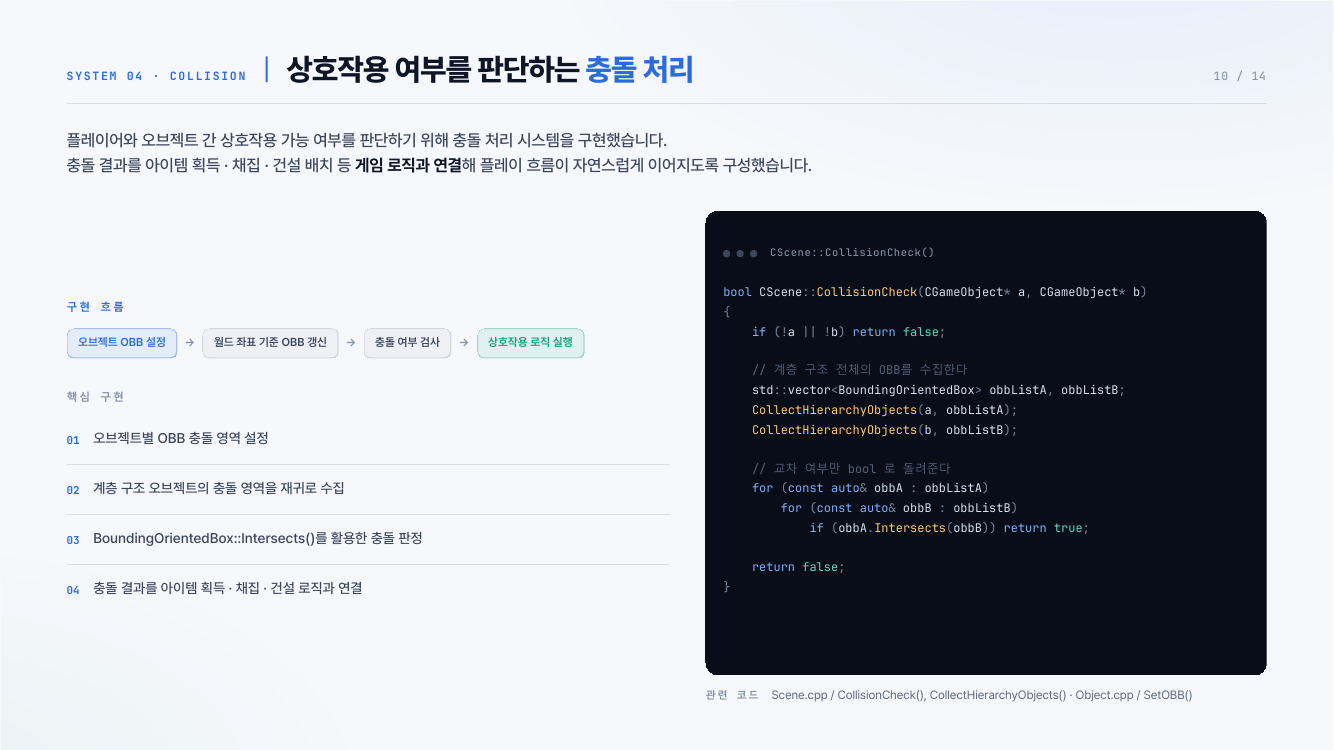 SYSTEM 04 · COLLISION | 상호작용 여부를 판단하는 충돌 처리
10 / 14
플레이어와 오브젝트 간 상호작용 가능 여부를 판단하기 위해 충돌 처리 시스템을 구현했습니다.
충돌 결과를 아이템 획득 · 채집 · 건설 배치 등 게임 로직과 연결해 플레이 흐름이 자연스럽게 이어지도록 구성했습니다.
구현 흐름
오브젝트 OBB 설정 → 월드 좌표 기준 OBB 갱신 → 충돌 여부 검사 → 상호작용 로직 실행
핵심 구현
01 오브젝트별 OBB 충돌 영역 설정
02 계층 구조 오브젝트의 충돌 영역을 재귀로 수집
03 BoundingOrientedBox::Intersects()를 활용한 충돌 판정
04 충돌 결과를 아이템 획득 · 채집 · 건설 로직과 연결
CScene::CollisionCheck()
bool CScene::CollisionCheck(CGameObject* a, CGameObject* b)
{
    if (!a || !b) return false;
    // 계층 구조 전체의 OBB를 수집한다
    std::vector<BoundingOrientedBox> obbListA, obbListB;
    CollectHierarchyObjects(a, obbListA);
    CollectHierarchyObjects(b, obbListB);
    // 교차 여부만 bool 로 돌려준다
    for (const auto& obbA : obbListA)
        for (const auto& obbB : obbListB)
            if (obbA.Intersects(obbB)) return true;
    return false;
}
관련 코드 Scene.cpp / CollisionCheck(), CollectHierarchyObjects() · Object.cpp / SetOBB()